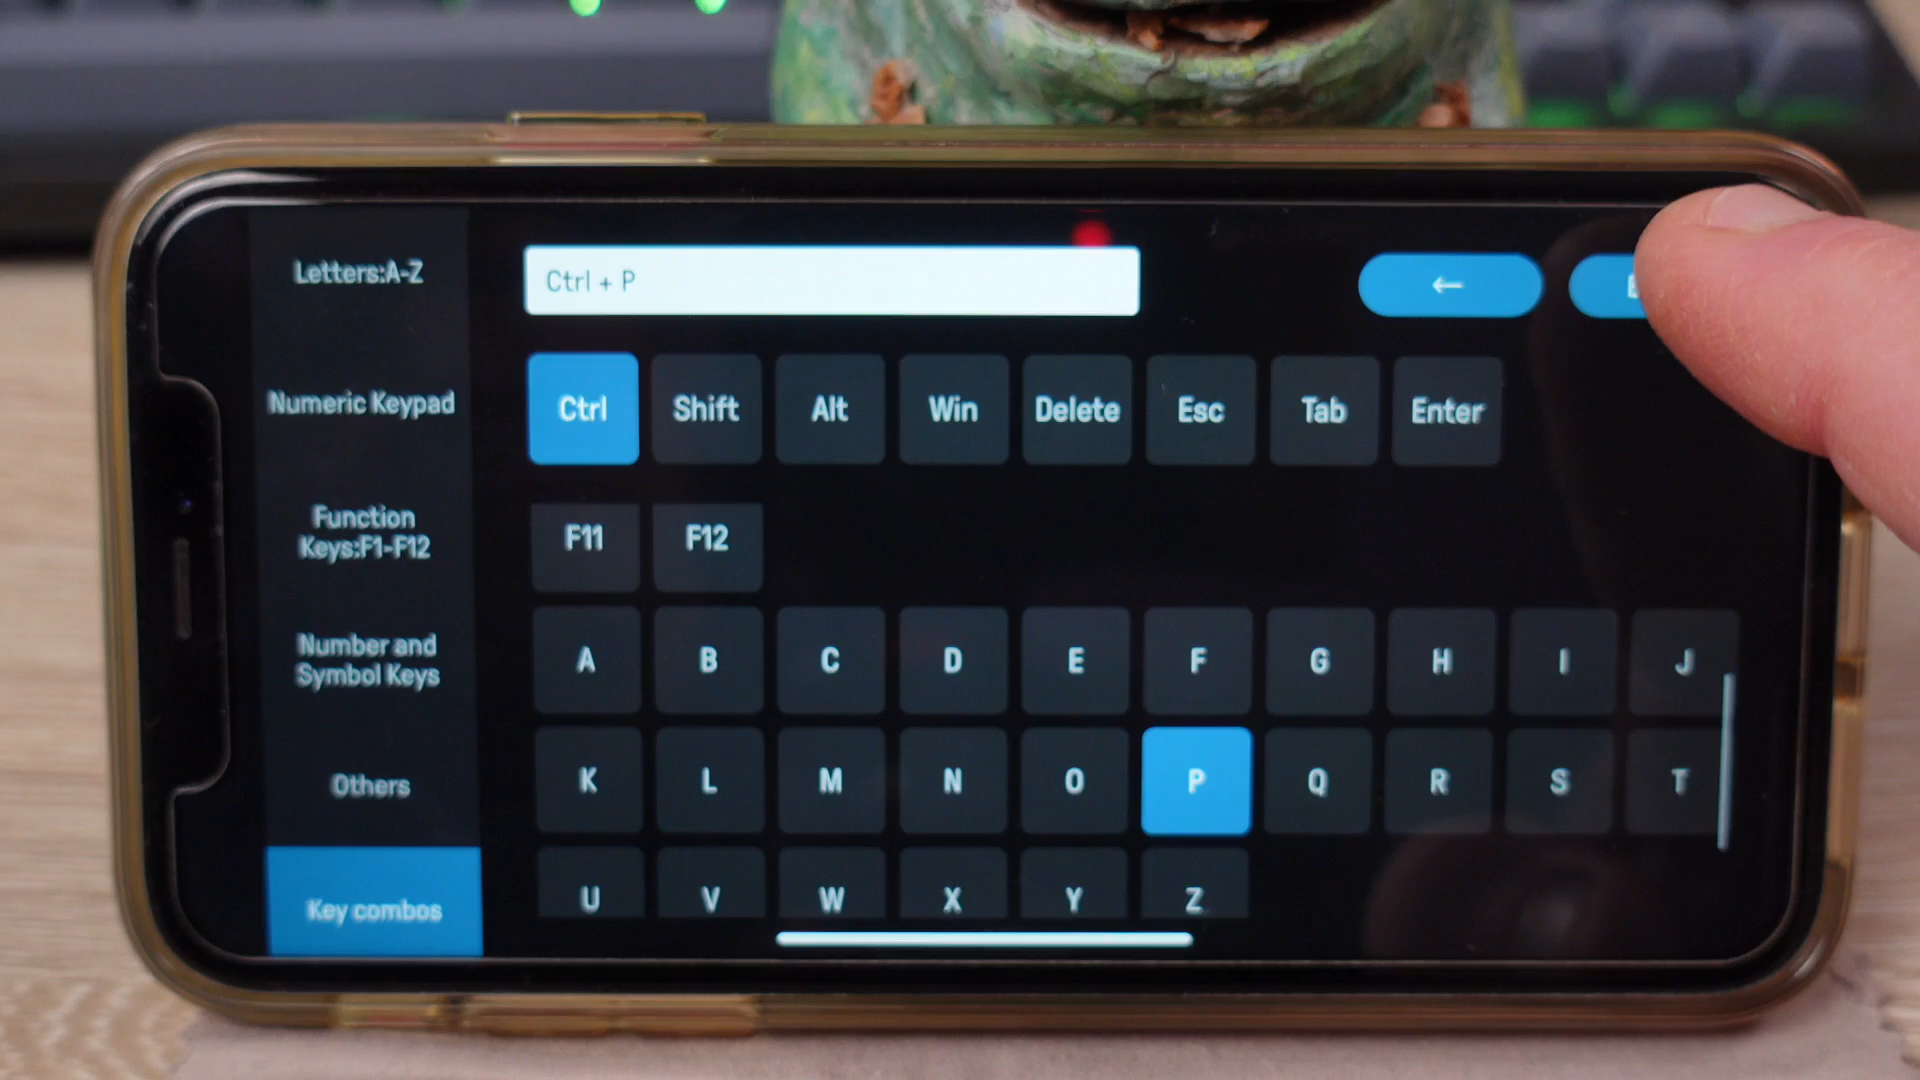 Letters:A-Z
Ctrl + P
←
Numeric Keypad
Ctrl Shift Alt Win Delete Esc Tab Enter
Function
Keys:F1-F12
F11 F12
Number and
Symbol Keys
A B C D E F G H I J
Others
K L M N O P Q R S T
Key combos
U V W X Y Z